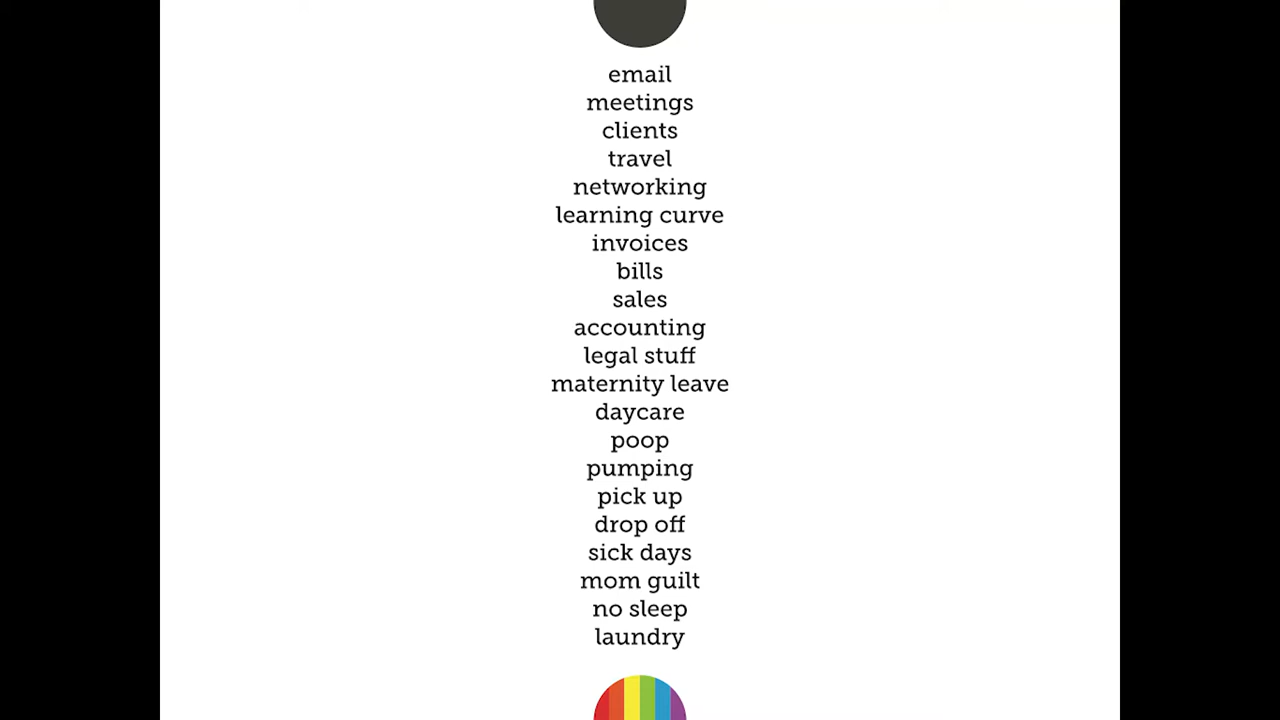 email
meetings
clients
travel
networking
learning curve
invoices
bills
sales
accounting
legal stuff
maternity leave
daycare
poop
pumping
pick up
drop off
sick days
mom guilt
no sleep
laundry